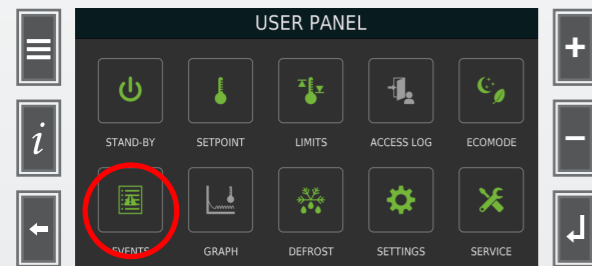 USER PANEL
STAND-BY SETPOINT LIMITS ACCESS LOG ECOMODE
EVENTS GRAPH DEFROST SETTINGS SERVICE
i
+
−